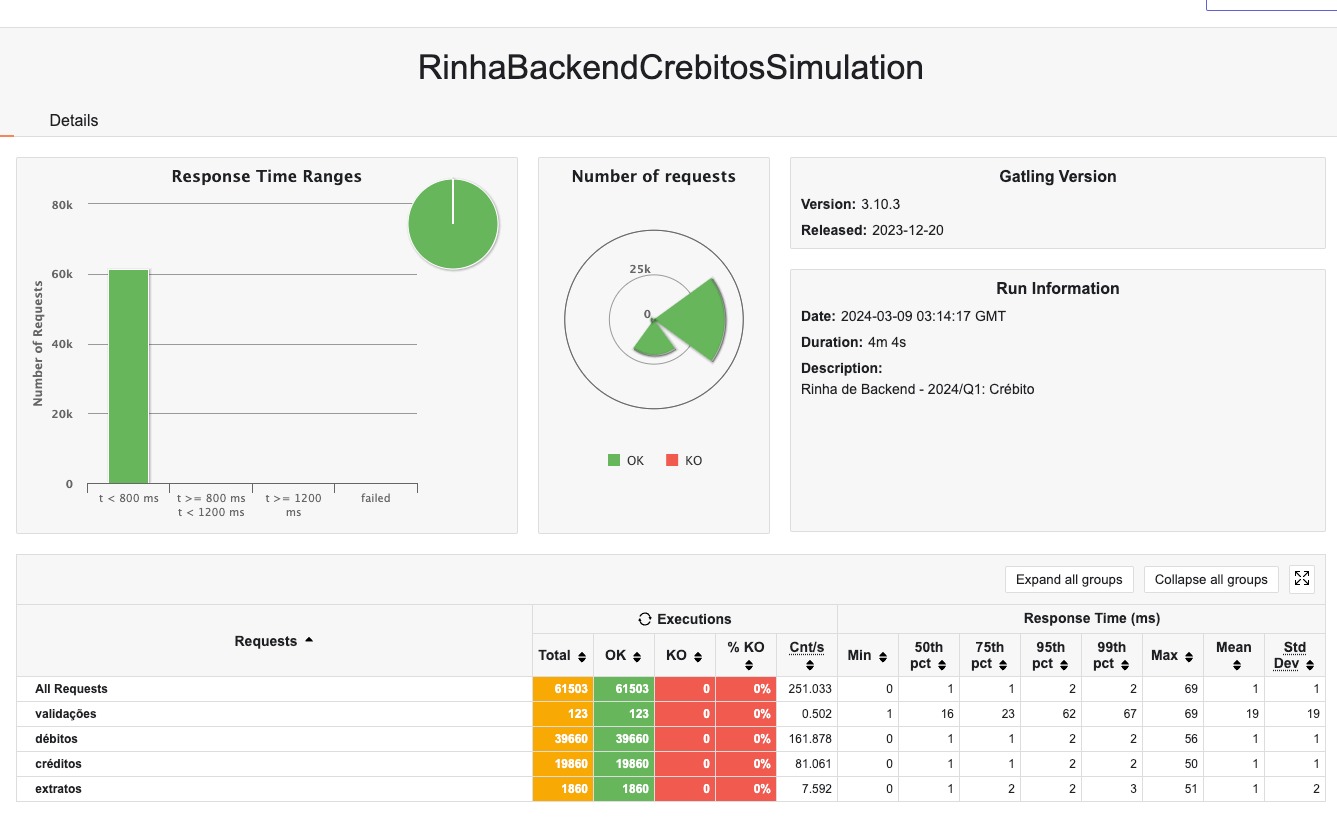 RinhaBackendCrebitosSimulation
Details
Response Time Ranges
80k
60k
40k
20k
0
Number of Requests
t < 800 ms
t >= 800 ms
t < 1200 ms
t >= 1200
ms
failed
Number of requests
25k
0
OK
KO
Gatling Version
Version: 3.10.3
Released: 2023-12-20
Run Information
Date: 2024-03-09 03:14:17 GMT
Duration: 4m 4s
Description:
Rinha de Backend - 2024/Q1: Crébito
Expand all groups Collapse all groups
Requests
Executions
Response Time (ms)
Total OK KO % KO Cnt/s Min 50th pct 75th pct 95th pct 99th pct Max Mean Std Dev
All Requests 61503 61503 0 0% 251.033 0 1 1 2 2 69 1 1
validações 123 123 0 0% 0.502 1 16 23 62 67 69 19 19
débitos 39660 39660 0 0% 161.878 0 1 1 2 2 56 1 1
créditos 19860 19860 0 0% 81.061 0 1 1 2 2 50 1 1
extratos 1860 1860 0 0% 7.592 0 1 2 2 3 51 1 2